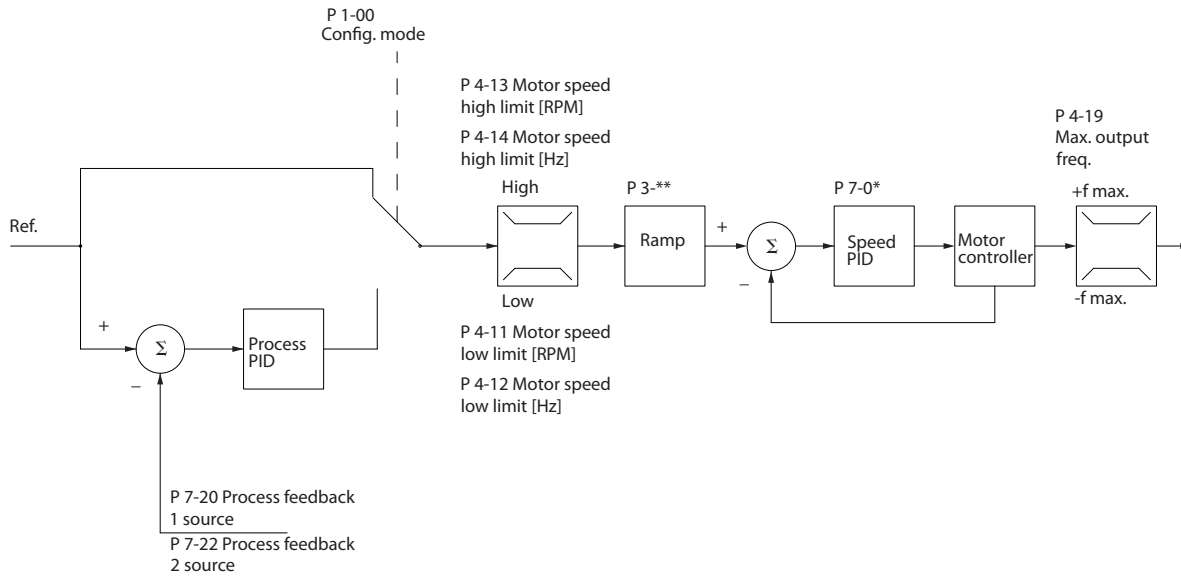 P 1-00
Config. mode
P 4-13 Motor speed
high limit [RPM]
P 4-14 Motor speed
high limit [Hz]
P 4-19
Max. output
freq.
High
P 3-**
P 7-0*
+f max.
Ref.
Ramp
+
Σ
Speed
PID
Motor
controller
–
Low
-f max.
+
Σ
Process
PID
–
P 4-11 Motor speed
low limit [RPM]
P 4-12 Motor speed
low limit [Hz]
P 7-20 Process feedback
1 source
P 7-22 Process feedback
2 source